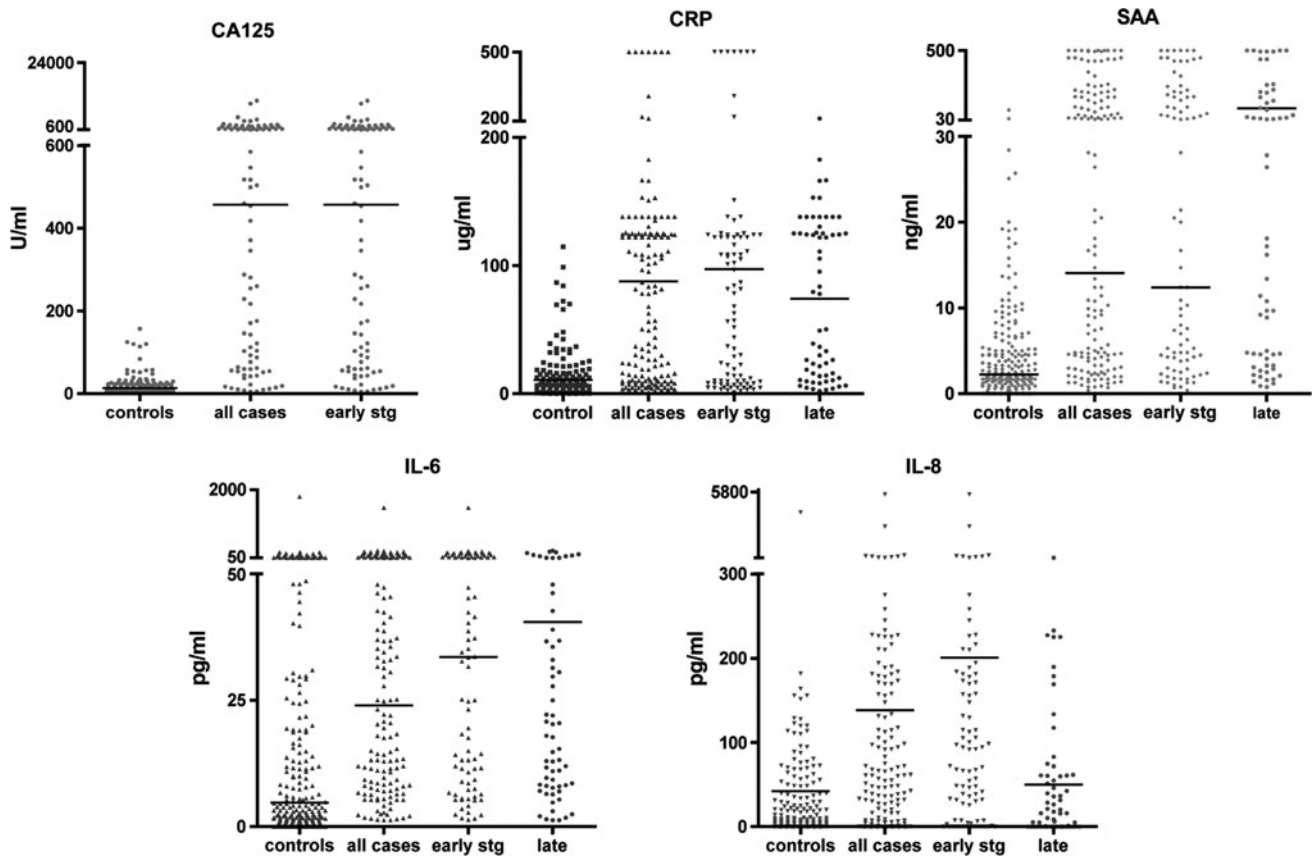 CA125
24000
600
600
400
200
0
U/ml
controls all cases early stg
CRP
500
200
200
100
0
ug/ml
control all cases early stg late
SAA
500
30
30
20
10
0
ng/ml
controls all cases early stg late
IL-6
2000
50
50
25
0
pg/ml
controls all cases early stg late
IL-8
5800
300
200
100
0
pg/ml
controls all cases early stg late